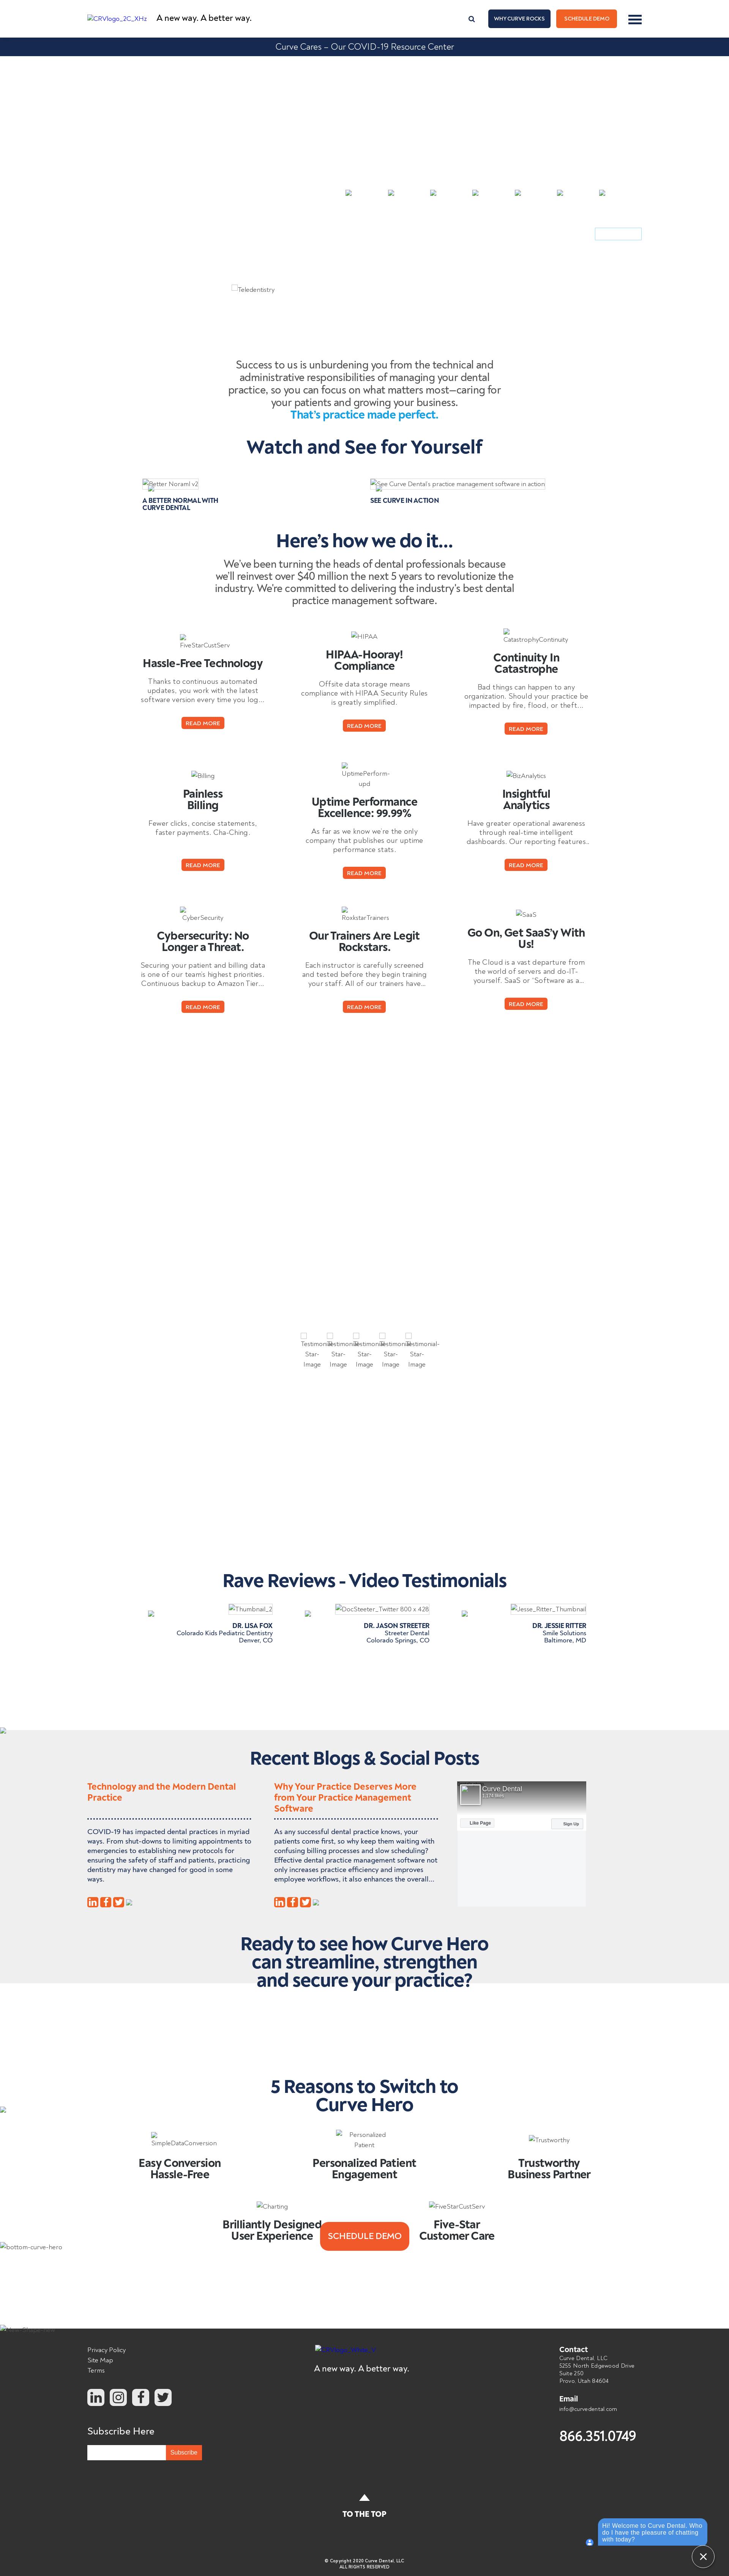 CRVlogo_2C_XHz
A new way. A better way.
WHY CURVE ROCKS
SCHEDULE DEMO
Curve Cares – Our COVID-19 Resource Center
Teledentistry
Success to us is unburdening you from the technical and
administrative responsibilities of managing your dental
practice, so you can focus on what matters most—caring for
your patients and growing your business.
That's practice made perfect.
Watch and See for Yourself
Better Noraml v2
A BETTER NORMAL WITH
CURVE DENTAL
See Curve Dental's practice management software in action
SEE CURVE IN ACTION
Here's how we do it...
We've been turning the heads of dental professionals because
we'll reinvest over $40 million the next 5 years to revolutionize the
industry. We're committed to delivering the industry's best dental
practice management software.
FiveStarCustServ
Hassle-Free Technology
Thanks to continuous automated
updates, you work with the latest
software version every time you log...
READ MORE
HIPAA
HIPAA-Hooray!
Compliance
Offsite data storage means
compliance with HIPAA Security Rules
is greatly simplified.
READ MORE
CatastrophyContinuity
Continuity In
Catastrophe
Bad things can happen to any
organization. Should your practice be
impacted by fire, flood, or theft...
READ MORE
Billing
Painless
Billing
Fewer clicks, concise statements,
faster payments. Cha-Ching.
READ MORE
UptimePerform-
upd
Uptime Performance
Excellence: 99.99%
As far as we know we're the only
company that publishes our uptime
performance stats.
READ MORE
BizAnalytics
Insightful
Analytics
Have greater operational awareness
through real-time intelligent
dashboards. Our reporting features..
READ MORE
CyberSecurity
Cybersecurity: No
Longer a Threat.
Securing your patient and billing data
is one of our team's highest priorities.
Continuous backup to Amazon Tier...
READ MORE
RoxkstarTrainers
Our Trainers Are Legit
Rockstars.
Each instructor is carefully screened
and tested before they begin training
your staff. All of our trainers have...
READ MORE
SaaS
Go On, Get SaaS'y With
Us!
The Cloud is a vast departure from
the world of servers and do-IT-
yourself. SaaS or "Software as a...
READ MORE
Testimonial-
Star-
Image
Testimonial-
Star-
Image
Testimonial-
Star-
Image
Testimonial-
Star-
Image
Testimonial-
Star-
Image
Rave Reviews - Video Testimonials
Thumbnail_2
DR. LISA FOX
Colorado Kids Pediatric Dentistry
Denver, CO
DocSteeter_Twitter 800 x 428
DR. JASON STREETER
Streeter Dental
Colorado Springs, CO
Jesse_Ritter_Thumbnail
DR. JESSIE RITTER
Smile Solutions
Baltimore, MD
Recent Blogs & Social Posts
Technology and the Modern Dental
Practice
COVID-19 has impacted dental practices in myriad
ways. From shut-downs to limiting appointments to
emergencies to establishing new protocols for
ensuring the safety of staff and patients, practicing
dentistry may have changed for good in some
ways.
Why Your Practice Deserves More
from Your Practice Management
Software
As any successful dental practice knows, your
patients come first, so why keep them waiting with
confusing billing processes and slow scheduling?
Effective dental practice management software not
only increases practice efficiency and improves
employee workflows, it also enhances the overall...
Curve Dental
Like Page
Sign Up
Ready to see how Curve Hero
can streamline, strengthen
and secure your practice?
5 Reasons to Switch to
Curve Hero
SimpleDataConversion
Easy Conversion
Hassle-Free
Personalized
Patient
Personalized Patient
Engagement
Trustworthy
Trustworthy
Business Partner
Charting
Brilliantly Designed
User Experience
FiveStarCustServ
Five-Star
Customer Care
SCHEDULE DEMO
bottom-curve-hero
Privacy Policy
Site Map
Terms
Subscribe Here
Subscribe
A new way. A better way.
Contact
Curve Dental, LLC
5255 North Edgewood Drive
Suite 250
Provo, Utah 84604
Email
info@curvedental.com
866.351.0749
TO THE TOP
Hi! Welcome to Curve Dental. Who
do I have the pleasure of chatting
with today?
© Copyright 2020 Curve Dental, LLC
ALL RIGHTS RESERVED